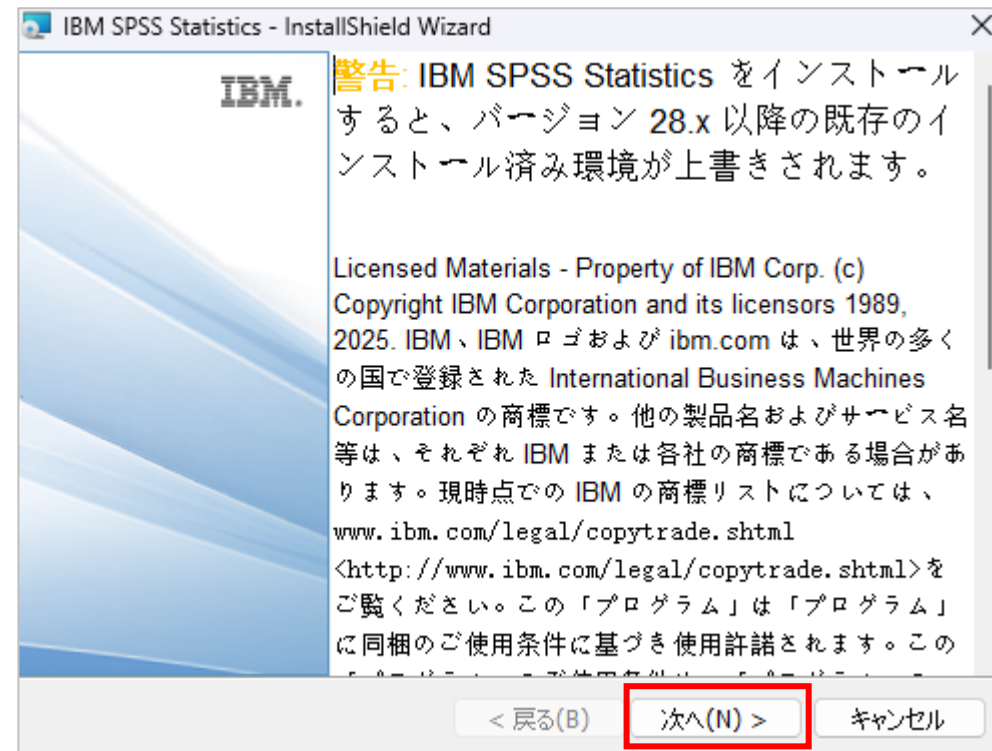 IBM SPSS Statistics - InstallShield Wizard
IBM.
警告: IBM SPSS Statistics をインストール
すると、バージョン 28.x 以降の既存のイ
ンストール済み環境が上書きされます。
Licensed Materials - Property of IBM Corp. (c)
Copyright IBM Corporation and its licensors 1989,
2025. IBM、IBM ロゴおよび ibm.com は、世界の多く
の国で登録された International Business Machines
Corporation の商標です。他の製品名およびサービス名
等は、それぞれ IBM または各社の商標である場合があ
ります。現時点での IBM の商標リストについては、
www.ibm.com/legal/copytrade.shtml
<http://www.ibm.com/legal/copytrade.shtml>を
ご覧ください。この「プログラム」は「プログラム」
に同梱のご使用条件に基づき使用許諾されます。この
< 戻る(B)
次へ(N) >
キャンセル